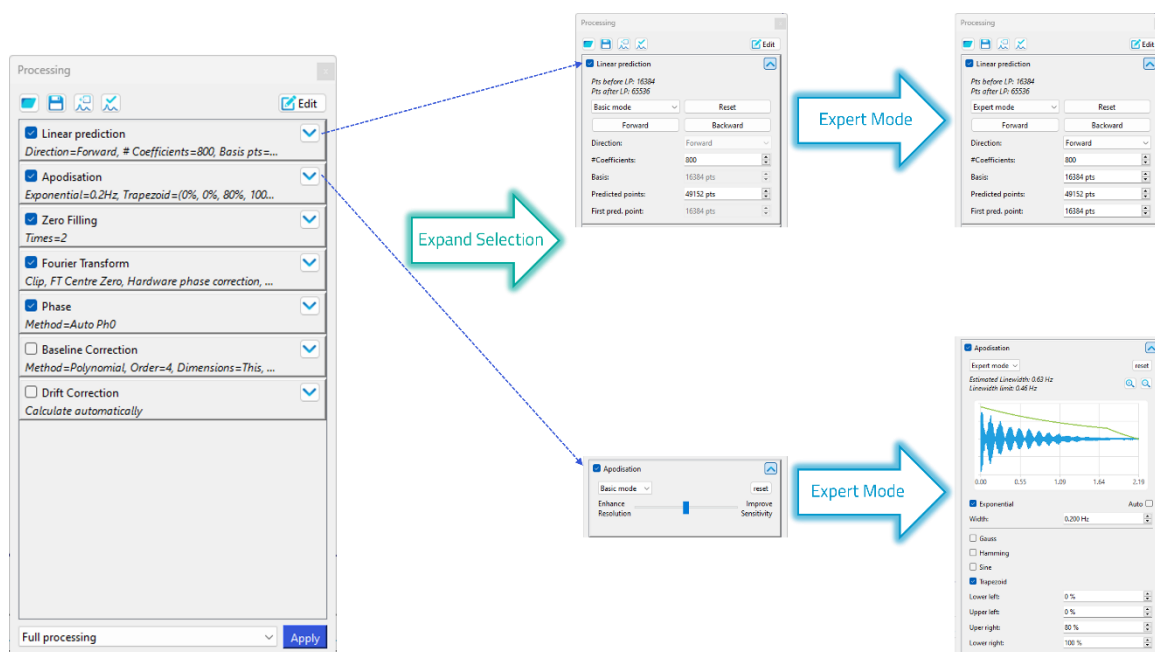 Processing
Edit
Linear prediction
Direction=Forward, # Coefficients=800, Basis pts=...
Apodisation
Exponential=0.2Hz, Trapezoid=(0%, 0%, 80%, 100...
Zero Filling
Times=2
Fourier Transform
Clip, FT Centre Zero, Hardware phase correction, ...
Phase
Method=Auto Ph0
Baseline Correction
Method=Polynomial, Order=4, Dimensions=This, ...
Drift Correction
Calculate automatically
Full processing
Apply
Expand Selection
Processing
Edit
Linear prediction
Pts before LP: 16384
Pts after LP: 65536
Basic mode
Reset
Forward
Backward
Direction:
Forward
#Coefficients:
800
Basis:
16384 pts
Predicted points:
49152 pts
First pred. point:
16384 pts
Expert Mode
Processing
Edit
Linear prediction
Pts before LP: 16384
Pts after LP: 65536
Expert mode
Reset
Forward
Backward
Direction:
Forward
#Coefficients:
800
Basis:
16384 pts
Predicted points:
49152 pts
First pred. point:
16384 pts
Apodisation
Basic mode
reset
Enhance
Resolution
Improve
Sensitivity
Expert Mode
Apodisation
Expert mode
reset
Estimated Linewidth: 0.63 Hz
Linewidth limit: 0.46 Hz
0.00 0.55 1.09 1.64 2.19
Exponential
Auto
Width:
0.200 Hz
Gauss
Hamming
Sine
Trapezoid
Lower left:
0 %
Upper left:
0 %
Uper right:
80 %
Lower right:
100 %